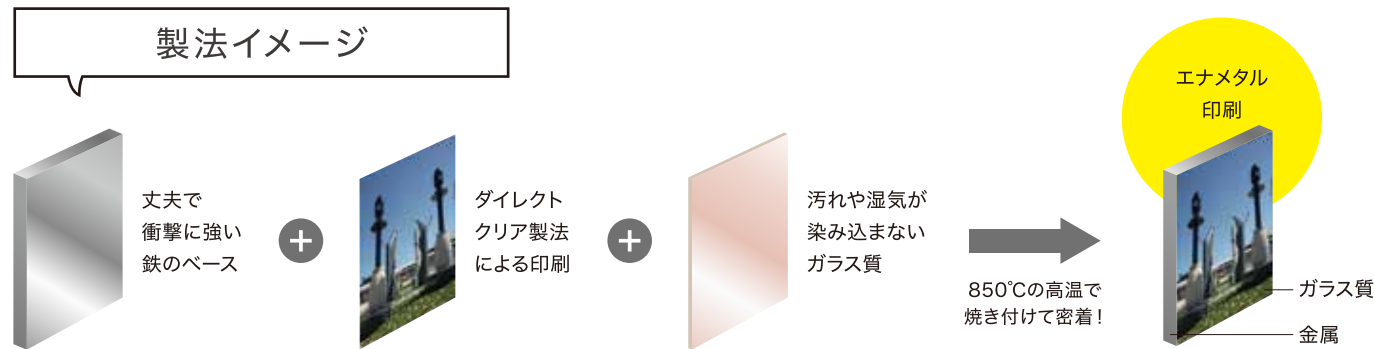 製法イメージ
丈夫で
衝撃に強い
鉄のベース
+
ダイレクト
クリア製法
による印刷
+
汚れや湿気が
染み込まない
ガラス質
850℃の高温で
焼き付けて密着!
エナメタル
印刷
ガラス質
金属